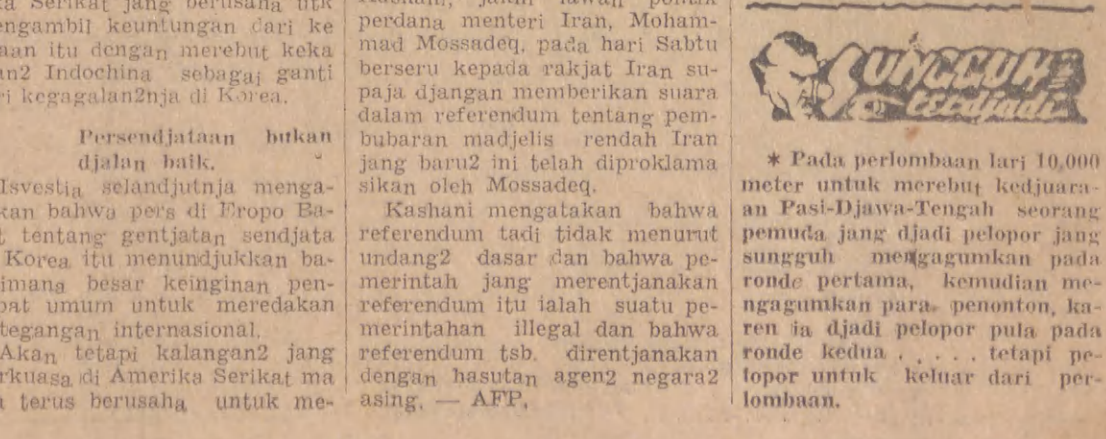 a Serikat jang berusaha utk
engambil keuntungan dari ke
aan itu dengan merebut keka
an2 Indochina sebagai ganti
ri kegagalan2nja di Korea.
Persendjataan bukan
djalan baik.
Isvestia selandjutnja menga-
kan bahwa pers di Eropo Ba-
t tentang gentjatan sendjata
Korea itu menundjukkan ba-
imana besar keinginan pen-
pat umum untuk meredakan
tegangan internasional.
Akan tetapi kalangan2 jang
rkuasa di Amerika Serikat ma
terus berusaha untuk me-
perdana menteri Iran, Moham-
mad Mossadeq, pada hari Sabtu
berseru kepada rakjat Iran su-
paja djangan memberikan suara
dalam referendum tentang pem-
bubaran madjelis rendah Iran
jang baru2 ini telah diproklama
sikan oleh Mossadeq.
Kashani mengatakan bahwa
referendum tadi tidak menurut
undang2 dasar dan bahwa pe-
merintah jang merentjanakan
referendum itu ialah suatu pe-
merintahan illegal dan bahwa
referendum tsb. direntjanakan
dengan hasutan agen2 negara2
asing. — AFP.
SUNGGUH2
terdjadi
* Pada perlombaan lari 10,000
meter untuk merebut kedjuara-
an Pasi-Djawa-Tengah seorang
pemuda jang djadi pelopor jang
sungguh mengagumkan pada
ronde pertama, kemudian me-
ngagumkan para penonton, ka-
ren ia djadi pelopor pula pada
ronde kedua . . . . . tetapi pe-
lopor untuk keluar dari per-
lombaan.